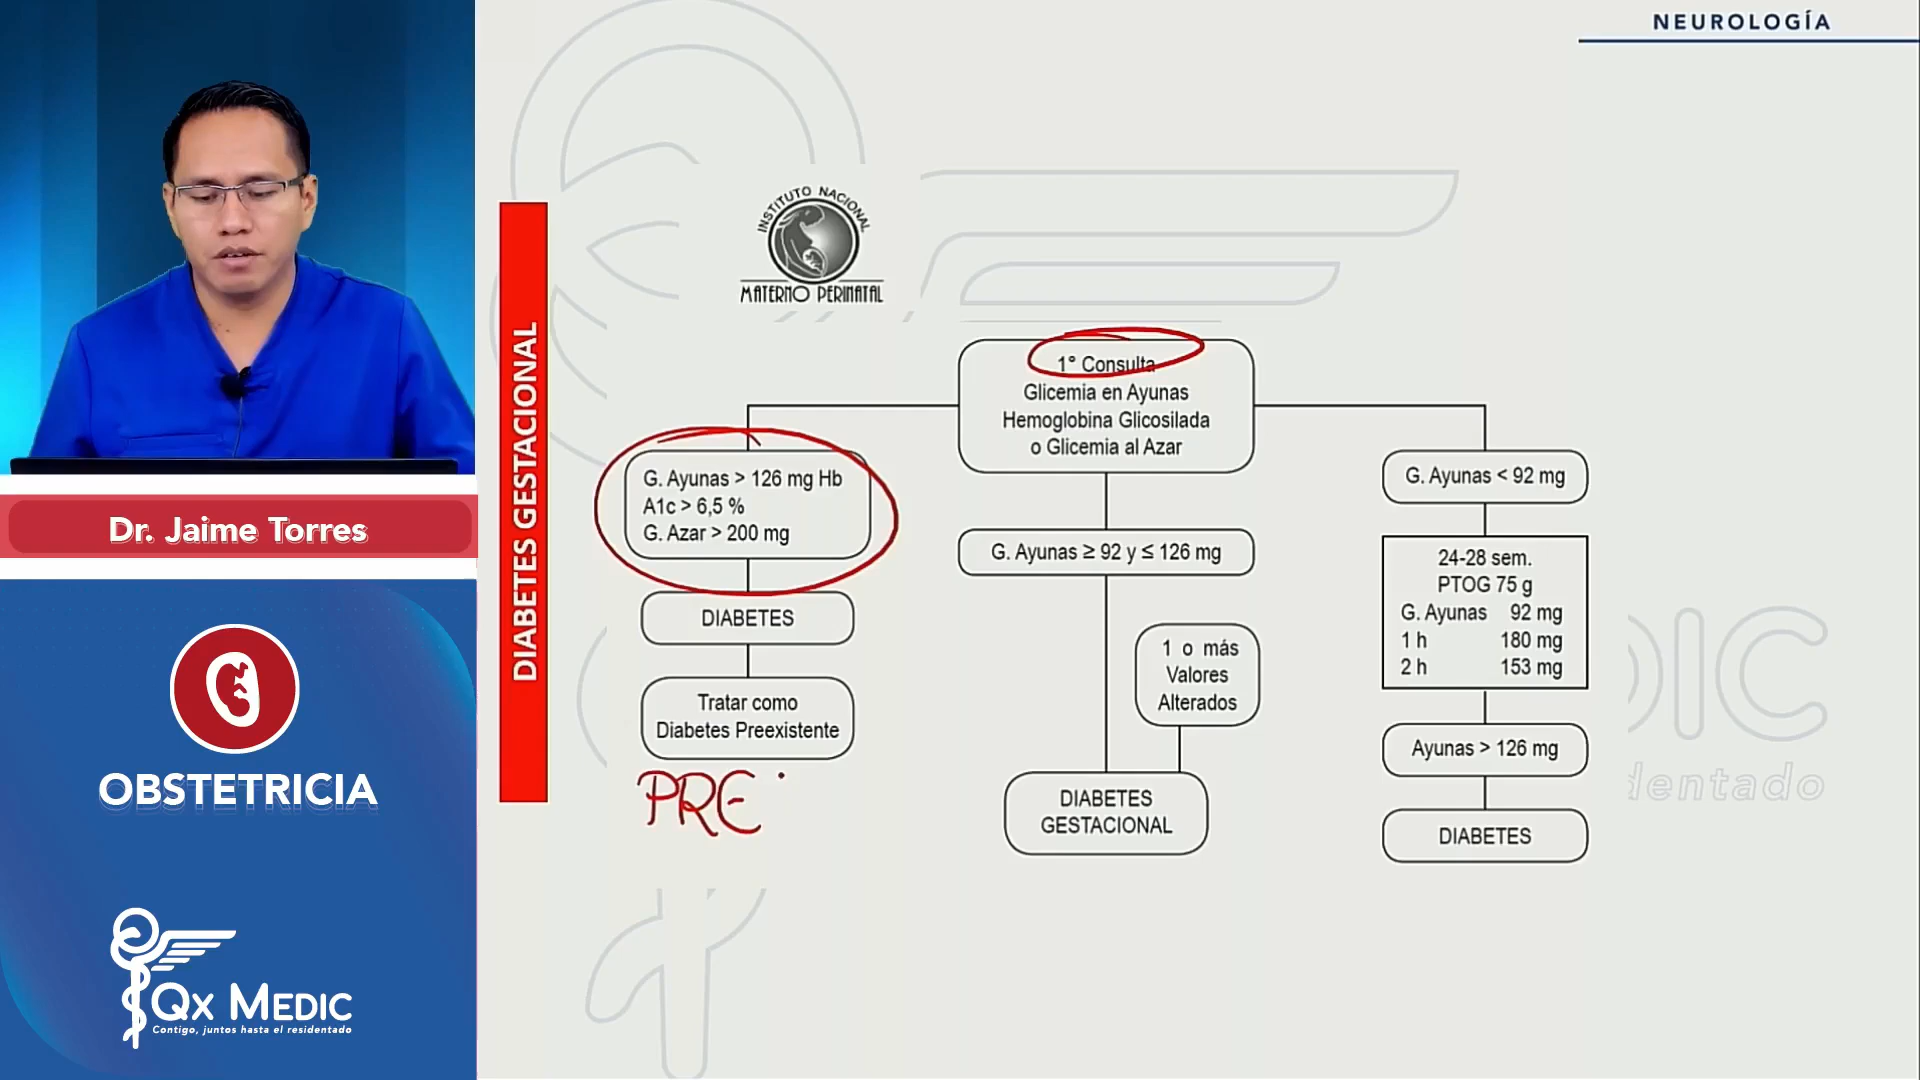 NEUROLOGÍA
INSTITUTO NACIONAL
MATERNO PERINATAL
DIABETES GESTACIONAL
1° Consulta
Glicemia en Ayunas
Hemoglobina Glicosilada
o Glicemia al Azar
G. Ayunas > 126 mg Hb
A1c > 6,5 %
G. Azar > 200 mg
DIABETES
Tratar como
Diabetes Preexistente
PRE
G. Ayunas ≥ 92 y ≤ 126 mg
1 o más
Valores
Alterados
DIABETES
GESTACIONAL
G. Ayunas < 92 mg
24-28 sem.
PTOG 75 g
G. Ayunas 92 mg
1 h 180 mg
2 h 153 mg
Ayunas > 126 mg
DIABETES
DIC
dentado
Dr. Jaime Torres
OBSTETRICIA
QX MEDIC
Contigo, juntos hasta el residentado